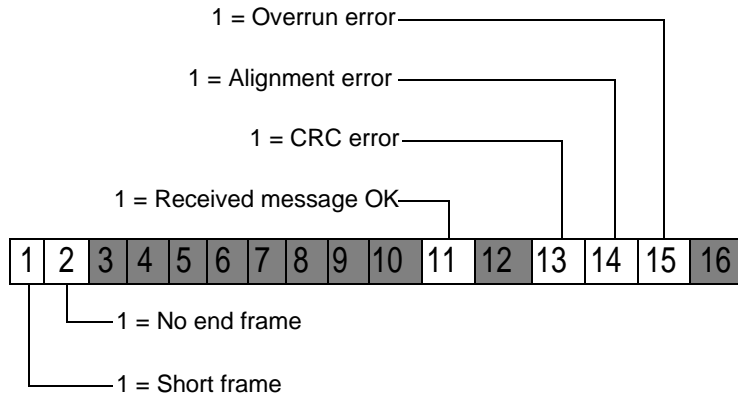 1 = Overrun error
1 = Alignment error
1 = CRC error
1 = Received message OK
1 2 3 4 5 6 7 8 9 10 11 12 13 14 15 16
1 = No end frame
1 = Short frame